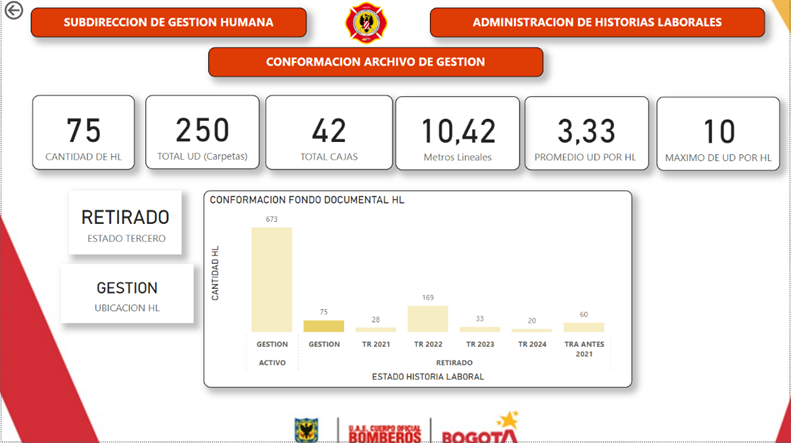 SUBDIRECCION DE GESTION HUMANA
ADMINISTRACION DE HISTORIAS LABORALES
CONFORMACION ARCHIVO DE GESTION
75
CANTIDAD DE HL
250
TOTAL UD (Carpetas)
42
TOTAL CAJAS
10,42
Metros Lineales
3,33
PROMEDIO UD POR HL
10
MAXIMO DE UD POR HL
RETIRADO
ESTADO TERCERO
GESTION
UBICACION HL
CONFORMACION FONDO DOCUMENTAL HL
CANTIDAD HL
673
75
28
169
33
20
60
GESTION
GESTION
TR 2021
TR 2022
TR 2023
TR 2024
TRA ANTES
2021
ACTIVO
RETIRADO
ESTADO HISTORIA LABORAL
U.A.E. CUERPO OFICIAL
BOMBEROS
BOGOTÁ